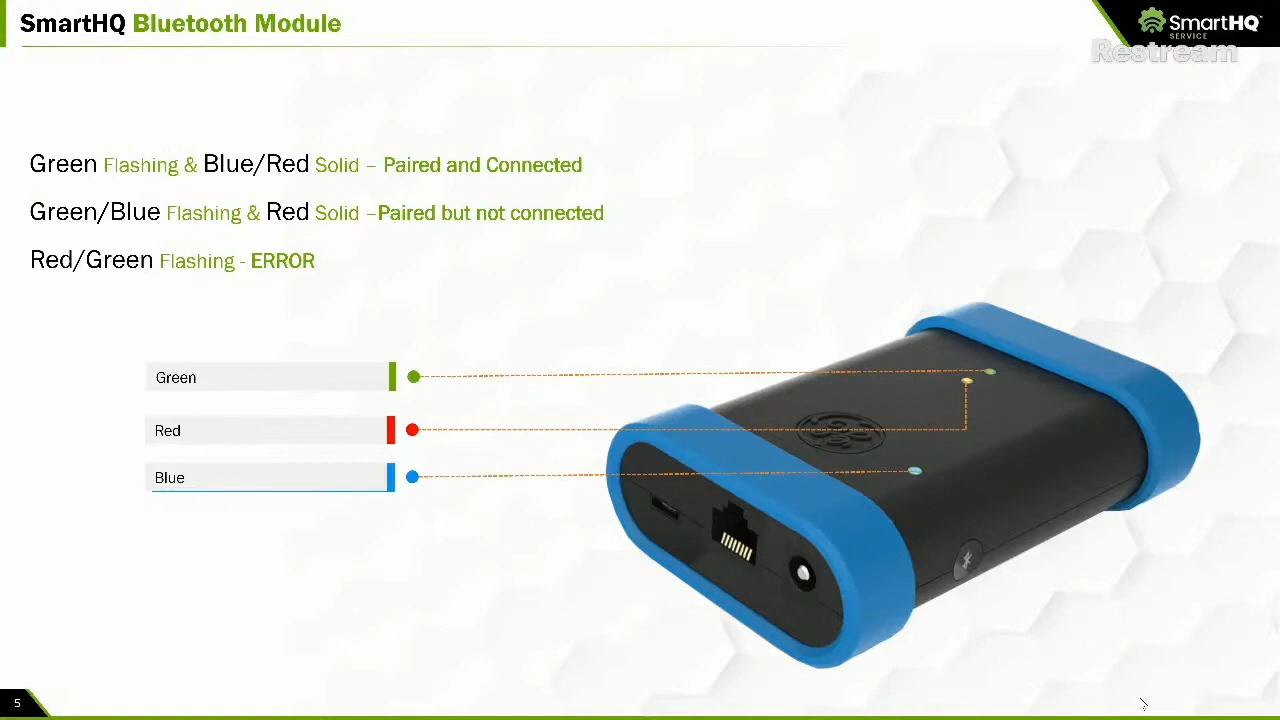 SmartHQ Bluetooth Module
SmartHQ™
SERVICE
Restream
Green Flashing & Blue/Red Solid – Paired and Connected
Green/Blue Flashing & Red Solid –Paired but not connected
Red/Green Flashing - ERROR
Green
Red
Blue
5